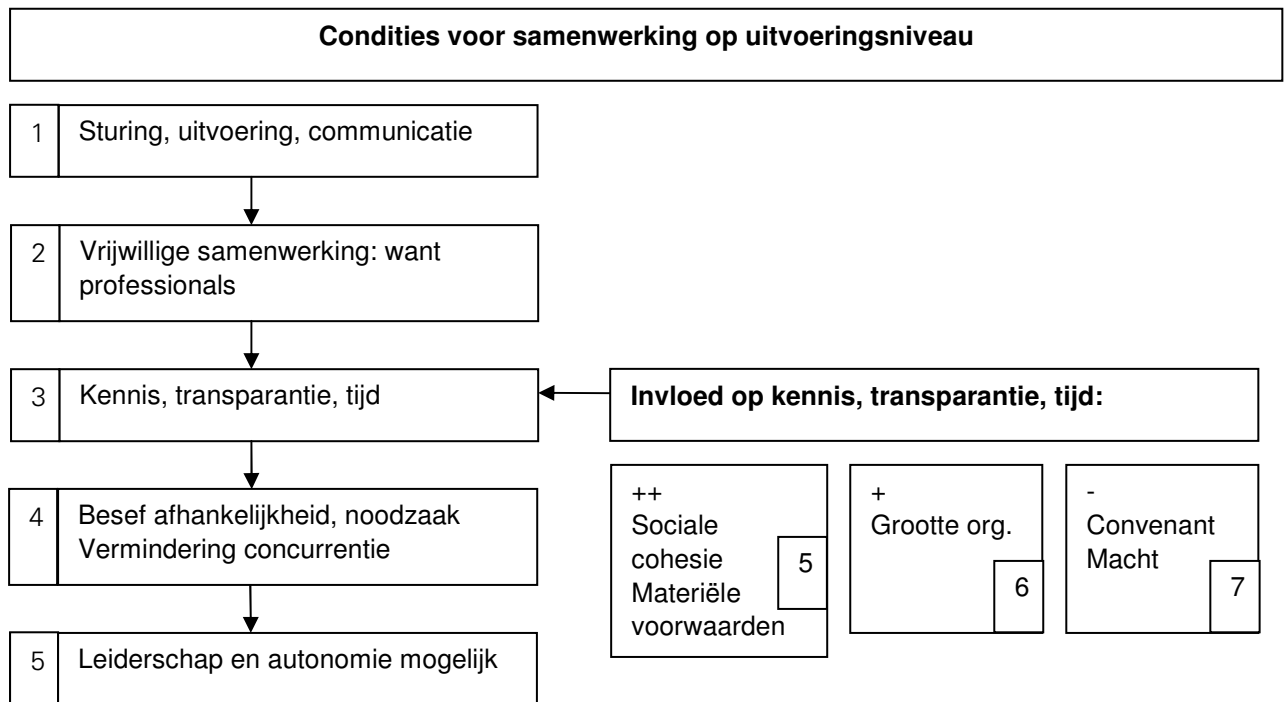 Condities voor samenwerking op uitvoeringsniveau
1
Sturing, uitvoering, communicatie
2
Vrijwillige samenwerking: want
professionals
3
Kennis, transparantie, tijd
Invloed op kennis, transparantie, tijd:
4
Besef afhankelijkheid, noodzaak
Vermindering concurrentie
5
Leiderschap en autonomie mogelijk
++
Sociale
cohesie
Materiële
voorwaarden
5
+
Grootte org.
6
-
Convenant
Macht
7